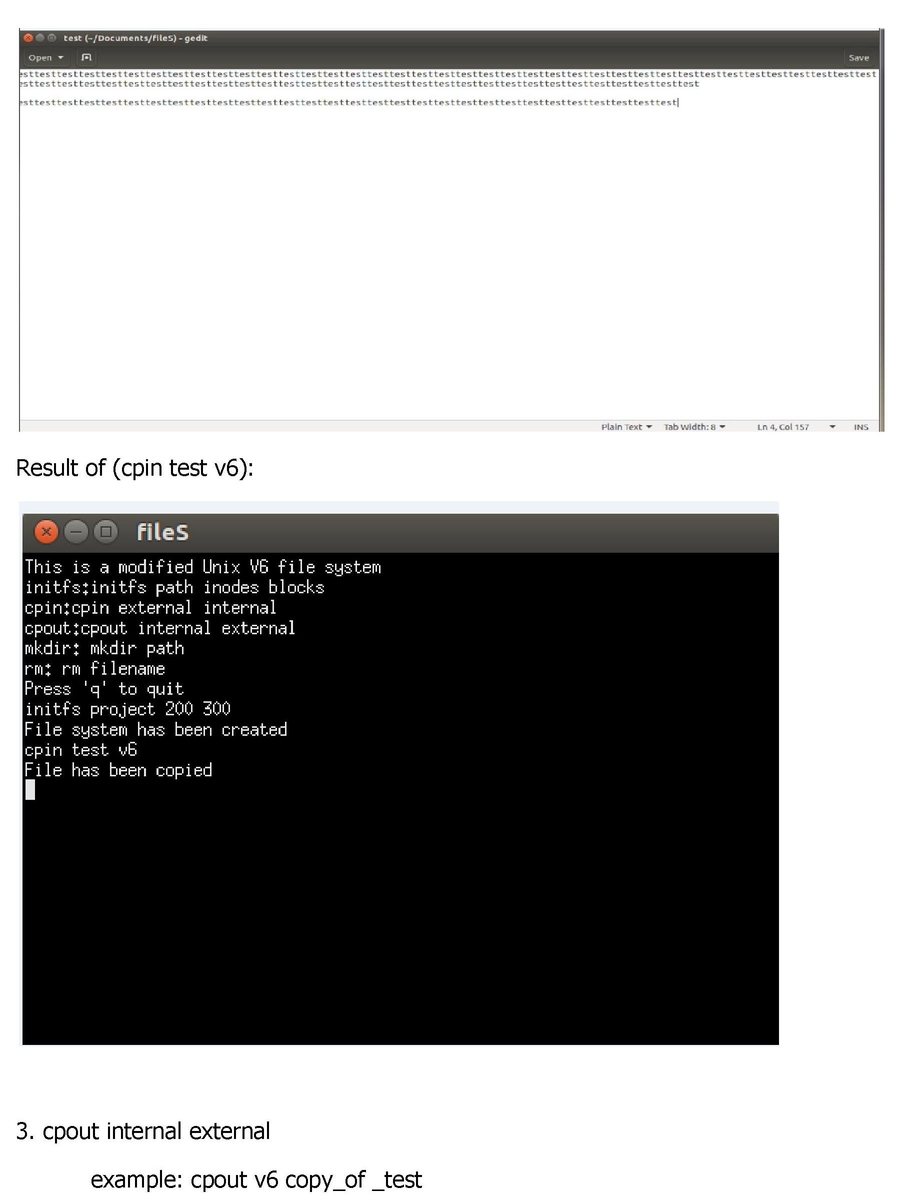 test (~/Documents/fileS) - gedit
Open
Save
esttesttesttesttesttesttesttesttesttesttesttesttesttesttesttesttesttesttesttesttesttesttesttesttesttesttesttesttesttesttesttesttesttesttesttesttesttesttesttesttest
esttesttesttesttesttesttesttesttesttesttesttesttesttesttesttesttesttesttesttesttesttesttesttesttesttesttesttesttesttesttesttesttest
esttesttesttesttesttesttesttesttesttesttesttesttesttesttesttesttesttesttesttesttesttesttesttesttesttesttesttesttesttesttesttest
Plain Text Tab Width: 8 Ln 4, Col 157 INS
Result of (cpin test v6):
fileS
This is a modified Unix V6 file system
initfs:initfs path inodes blocks
cpin:cpin external internal
cpout:cpout internal external
mkdir: mkdir path
rm: rm filename
Press 'q' to quit
initfs project 200 300
File system has been created
cpin test v6
File has been copied
3. cpout internal external
example: cpout v6 copy_of _test